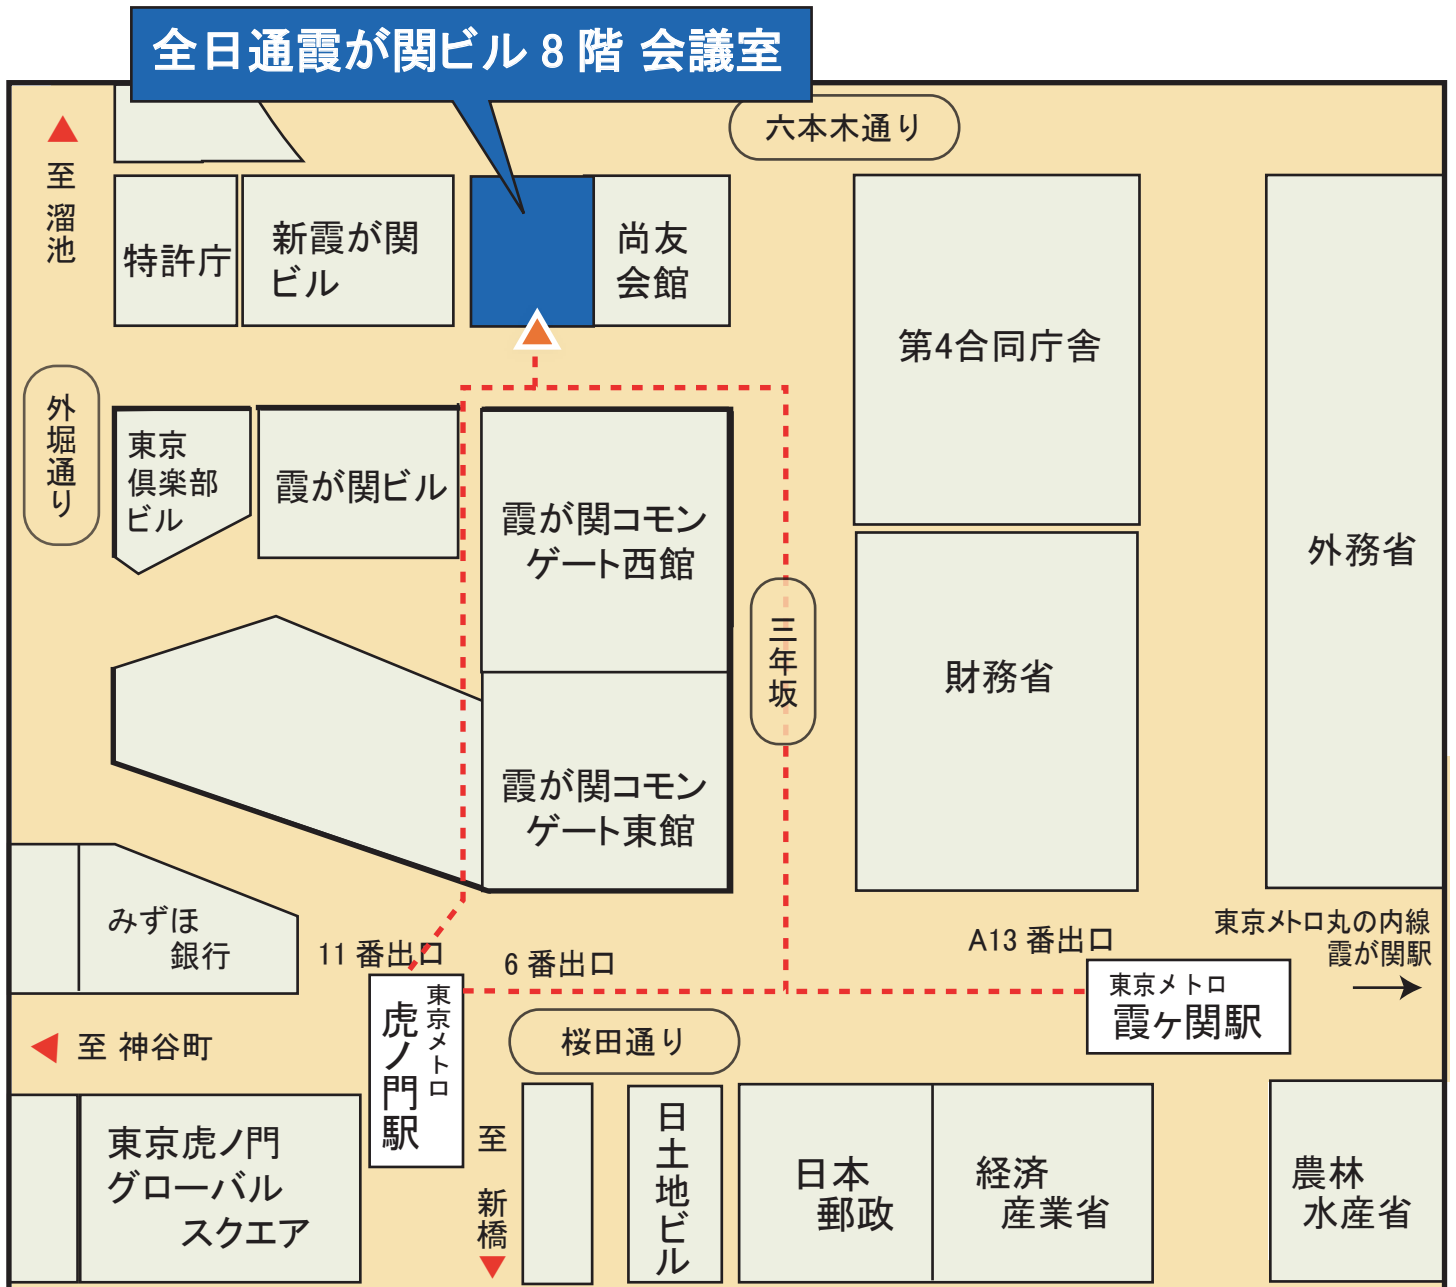 全日通霞が関ビル 8 階 会議室
六本木通り
至 溜池
特許庁
新霞が関
ビル
尚友
会館
第4合同庁舎
外堀通り
東京
倶楽部
ビル
霞が関ビル
霞が関コモン
ゲート西館
外務省
三年坂
財務省
霞が関コモン
ゲート東館
みずほ
銀行
11 番出口
6 番出口
A13 番出口
東京メトロ丸の内線
霞が関駅
東京メトロ
虎ノ門駅
東京メトロ
霞ヶ関駅
至 神谷町
桜田通り
至 新橋
東京虎ノ門
グローバル
スクエア
日土地ビル
日本
郵政
経済
産業省
農林
水産省